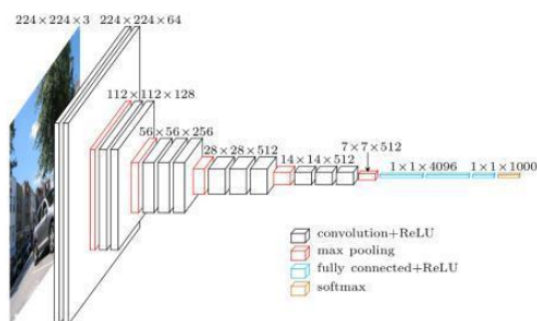 224×224×3 224×224×64
112×112×128
56×56×256
28×28×512
14×14×512
7×7×512
1×1×4096 1×1×1000
convolution+ReLU
max pooling
fully connected+ReLU
softmax